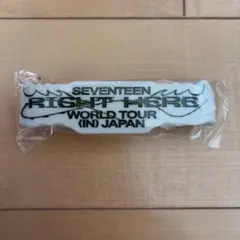 SEVENTEEN
RIGHT HERE
WORLD TOUR
⟨IN⟩ JAPAN